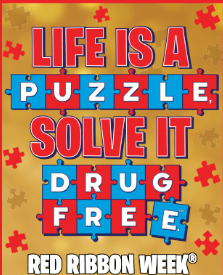 LIFE IS A
PUZZLE,
SOLVE IT
DRUG
FREE
RED RIBBON WEEK®